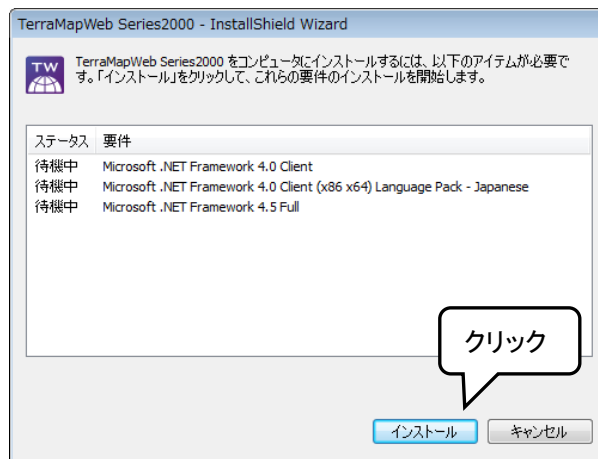 TerraMapWeb Series2000 - InstallShield Wizard
TW
TerraMapWeb Series2000 をコンピュータにインストールするには、以下のアイテムが必要で
す。「インストール」をクリックして、これらの要件のインストールを開始します。
ステータス 要件
待機中 Microsoft .NET Framework 4.0 Client
待機中 Microsoft .NET Framework 4.0 Client (x86 x64) Language Pack - Japanese
待機中 Microsoft .NET Framework 4.5 Full
クリック
インストール キャンセル